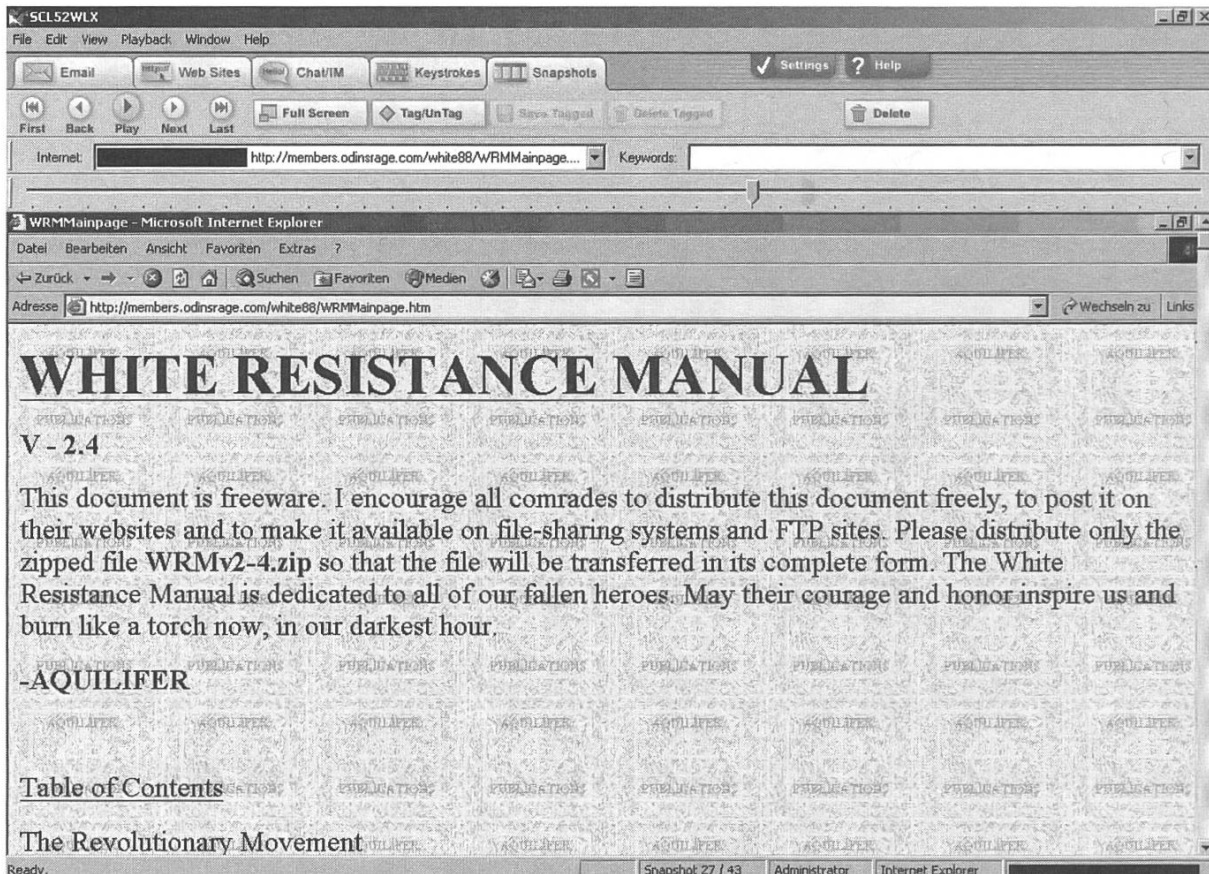 SCL52WLX
File Edit View Playback Window Help
Email Web Sites Chat/IM Keystrokes Snapshots Settings ? Help
First Back Play Next Last Full Screen Tag/UnTag Save Tagged Delete Tagged Delete
Internet: http://members.odinsrage.com/white88/WRMMainpage.... Keywords:
WRMMainpage - Microsoft Internet Explorer
Datei Bearbeiten Ansicht Favoriten Extras ?
Zurück Suchen Favoriten Medien
Adresse http://members.odinsrage.com/white88/WRMMainpage.htm Wechseln zu Links
WHITE RESISTANCE MANUAL
V - 2.4
This document is freeware. I encourage all comrades to distribute this document freely, to post it on
their websites and to make it available on file-sharing systems and FTP sites. Please distribute only the
zipped file WRMv2-4.zip so that the file will be transferred in its complete form. The White
Resistance Manual is dedicated to all of our fallen heroes. May their courage and honor inspire us and
burn like a torch now, in our darkest hour.
-AQUILIFER
Table of Contents
The Revolutionary Movement
Ready. Snapshot 27 / 43 Administrator Internet Explorer